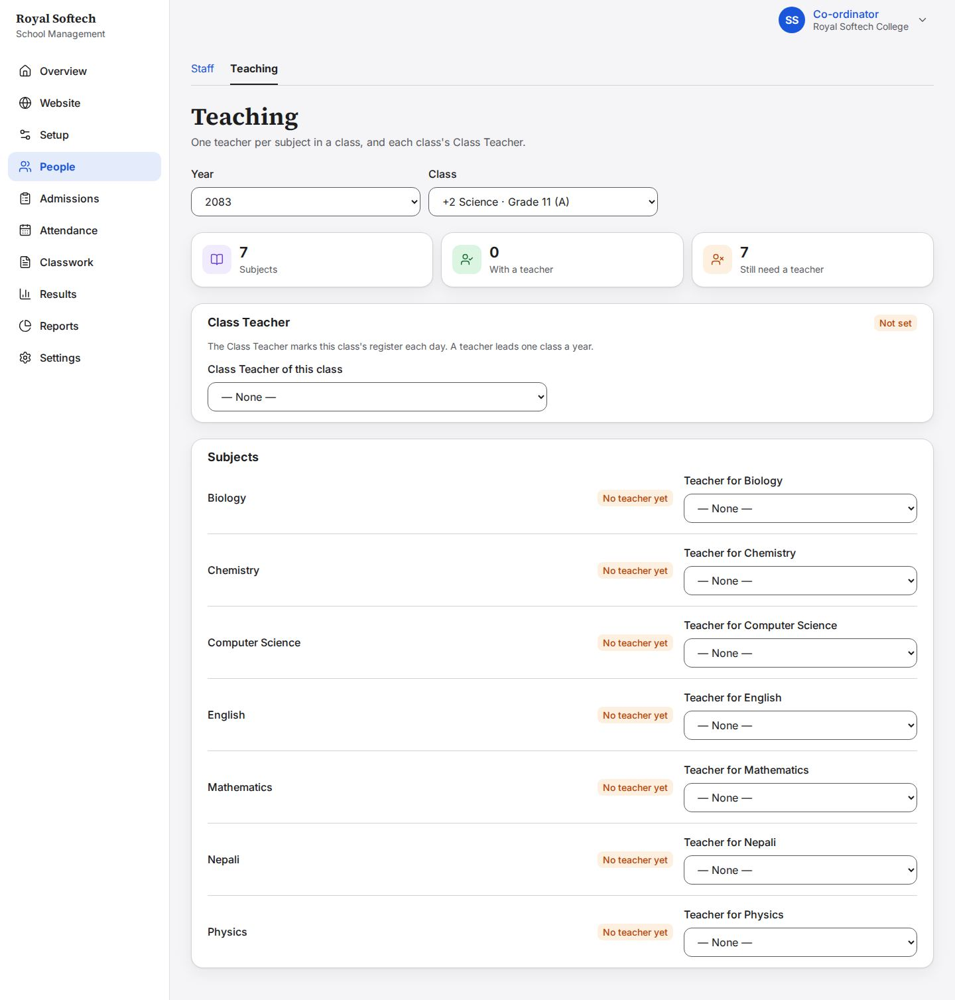 Royal Softech
School Management
Overview
Website
Setup
People
Admissions
Attendance
Classwork
Results
Reports
Settings
SS
Co-ordinator
Royal Softech College
Staff
Teaching
Teaching
One teacher per subject in a class, and each class's Class Teacher.
Year
Class
2083
+2 Science · Grade 11 (A)
7
Subjects
0
With a teacher
7
Still need a teacher
Class Teacher
Not set
The Class Teacher marks this class's register each day. A teacher leads one class a year.
Class Teacher of this class
— None —
Subjects
Biology
No teacher yet
Teacher for Biology
— None —
Chemistry
No teacher yet
Teacher for Chemistry
— None —
Computer Science
No teacher yet
Teacher for Computer Science
— None —
English
No teacher yet
Teacher for English
— None —
Mathematics
No teacher yet
Teacher for Mathematics
— None —
Nepali
No teacher yet
Teacher for Nepali
— None —
Physics
No teacher yet
Teacher for Physics
— None —